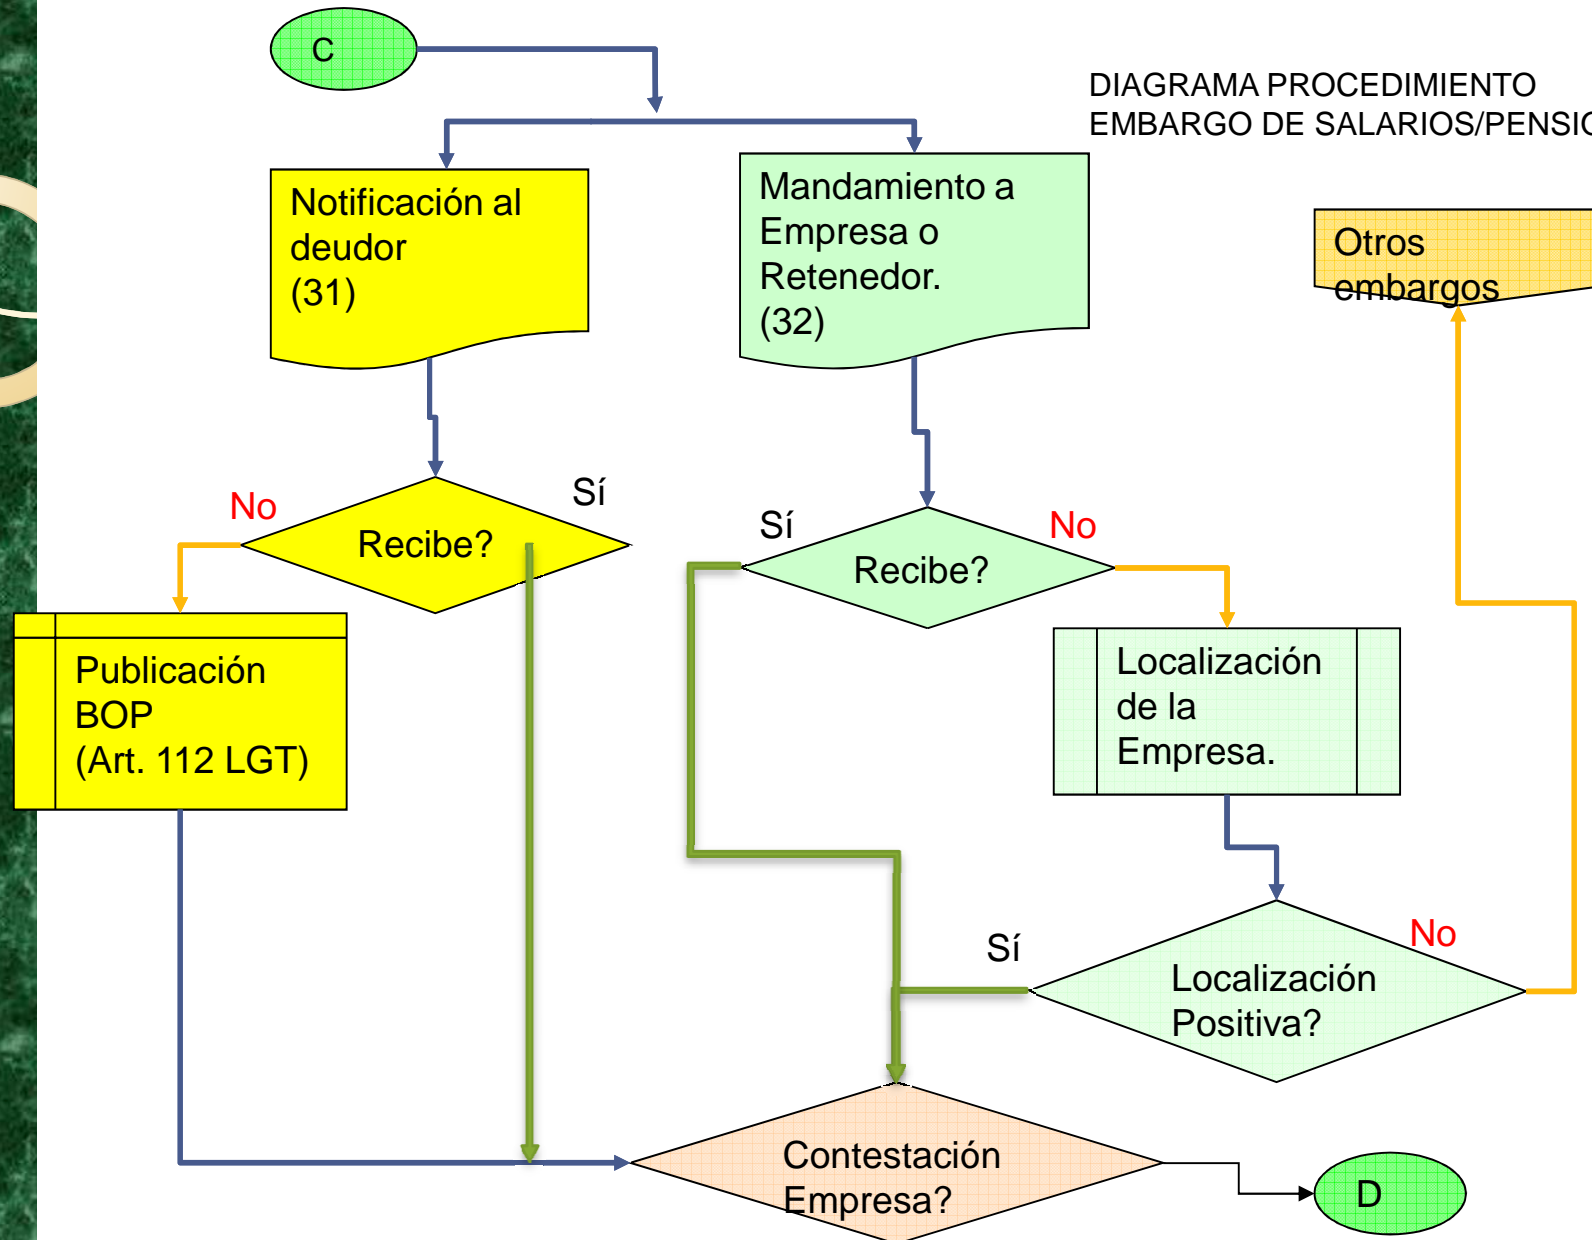 C
DIAGRAMA PROCEDIMIENTO
EMBARGO DE SALARIOS/PENSIO
Notificación al
deudor
(31)
Mandamiento a
Empresa o
Retenedor.
(32)
Otros
embargos
No
Recibe?
Sí
Sí
Recibe?
No
Publicación
BOP
(Art. 112 LGT)
Localización
de la
Empresa.
Sí
Localización
Positiva?
No
Contestación
Empresa?
D